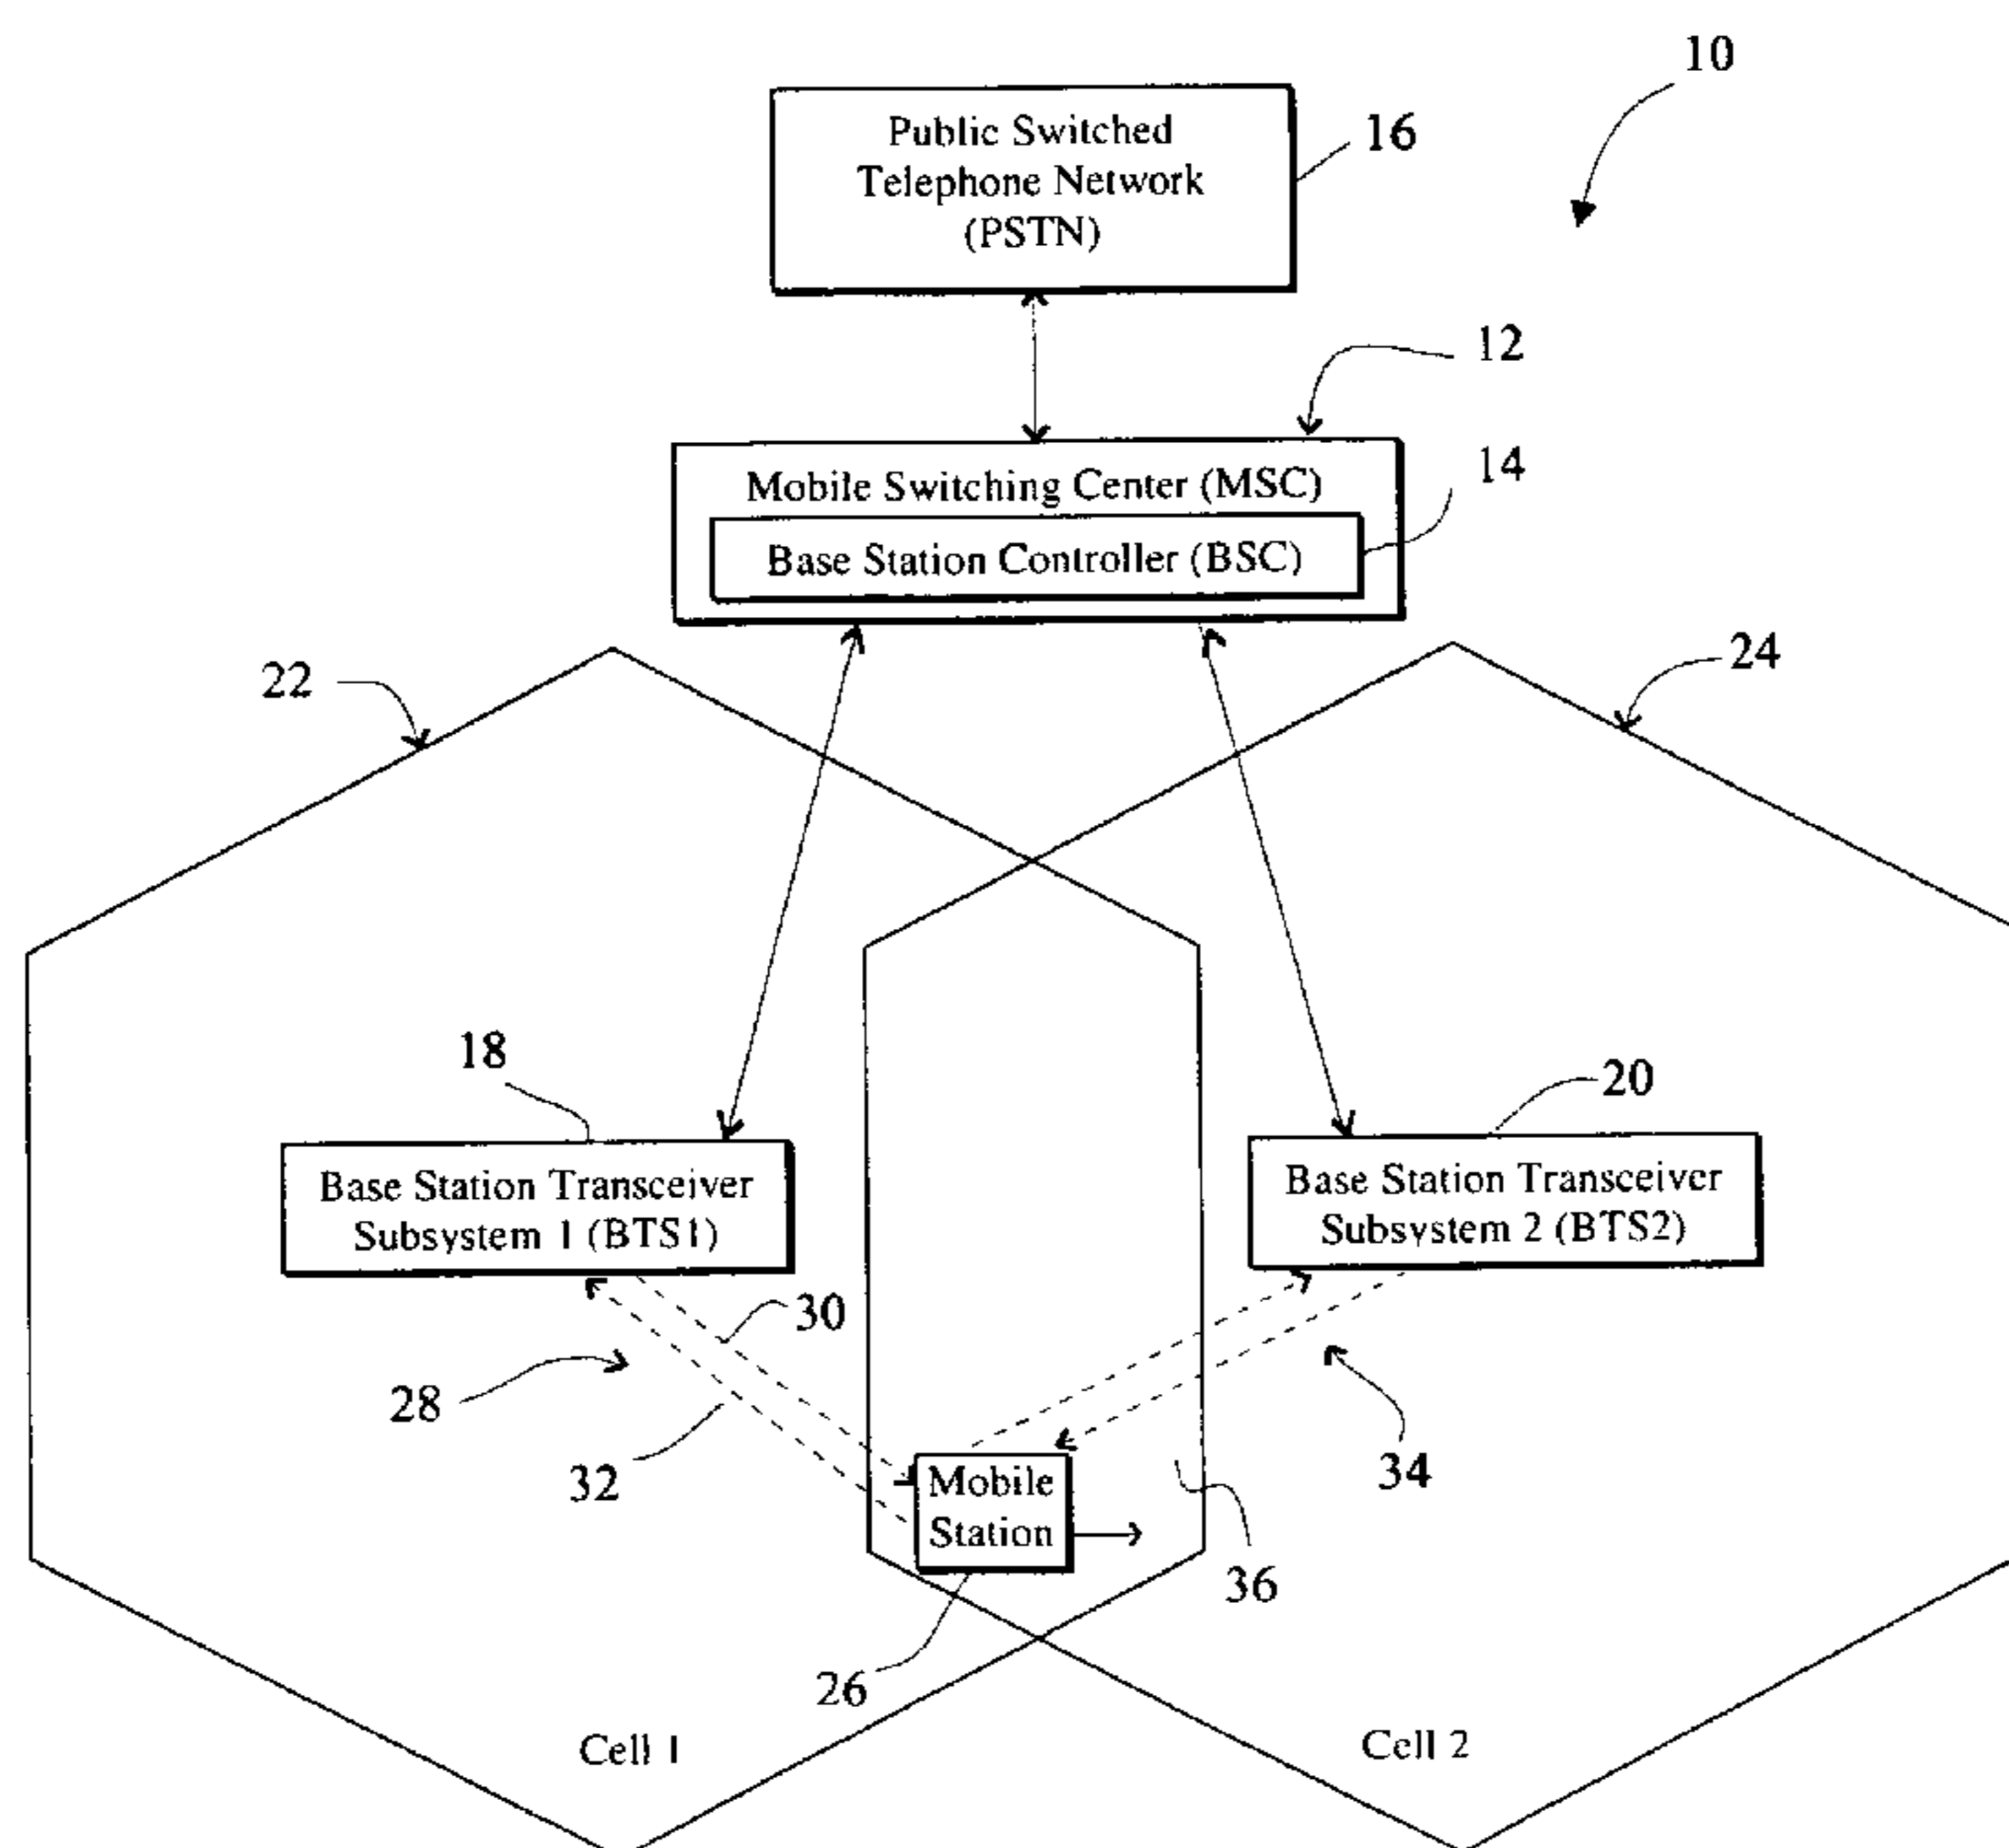 10
Public Switched
Telephone Network
(PSTN)
16
12
Mobile Switching Center (MSC)
14
Base Station Controller (BSC)
22
24
18
20
Base Station Transceiver
Subsystem 1 (BTS1)
Base Station Transceiver
Subsystem 2 (BTS2)
30
28
32
34
Mobile
Station
36
26
Cell 1
Cell 2